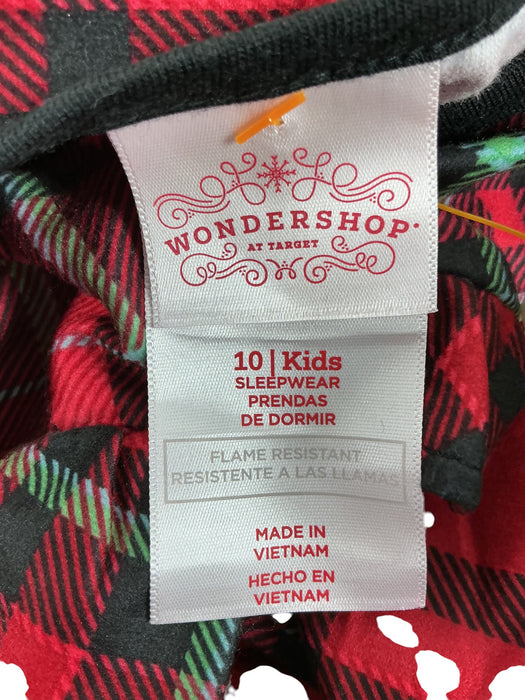 WONDERSHOP
AT TARGET
10 | Kids
SLEEPWEAR
PRENDAS
DE DORMIR
FLAME RESISTANT
RESISTENTE A LAS LLAMAS
MADE IN
VIETNAM
HECHO EN
VIETNAM